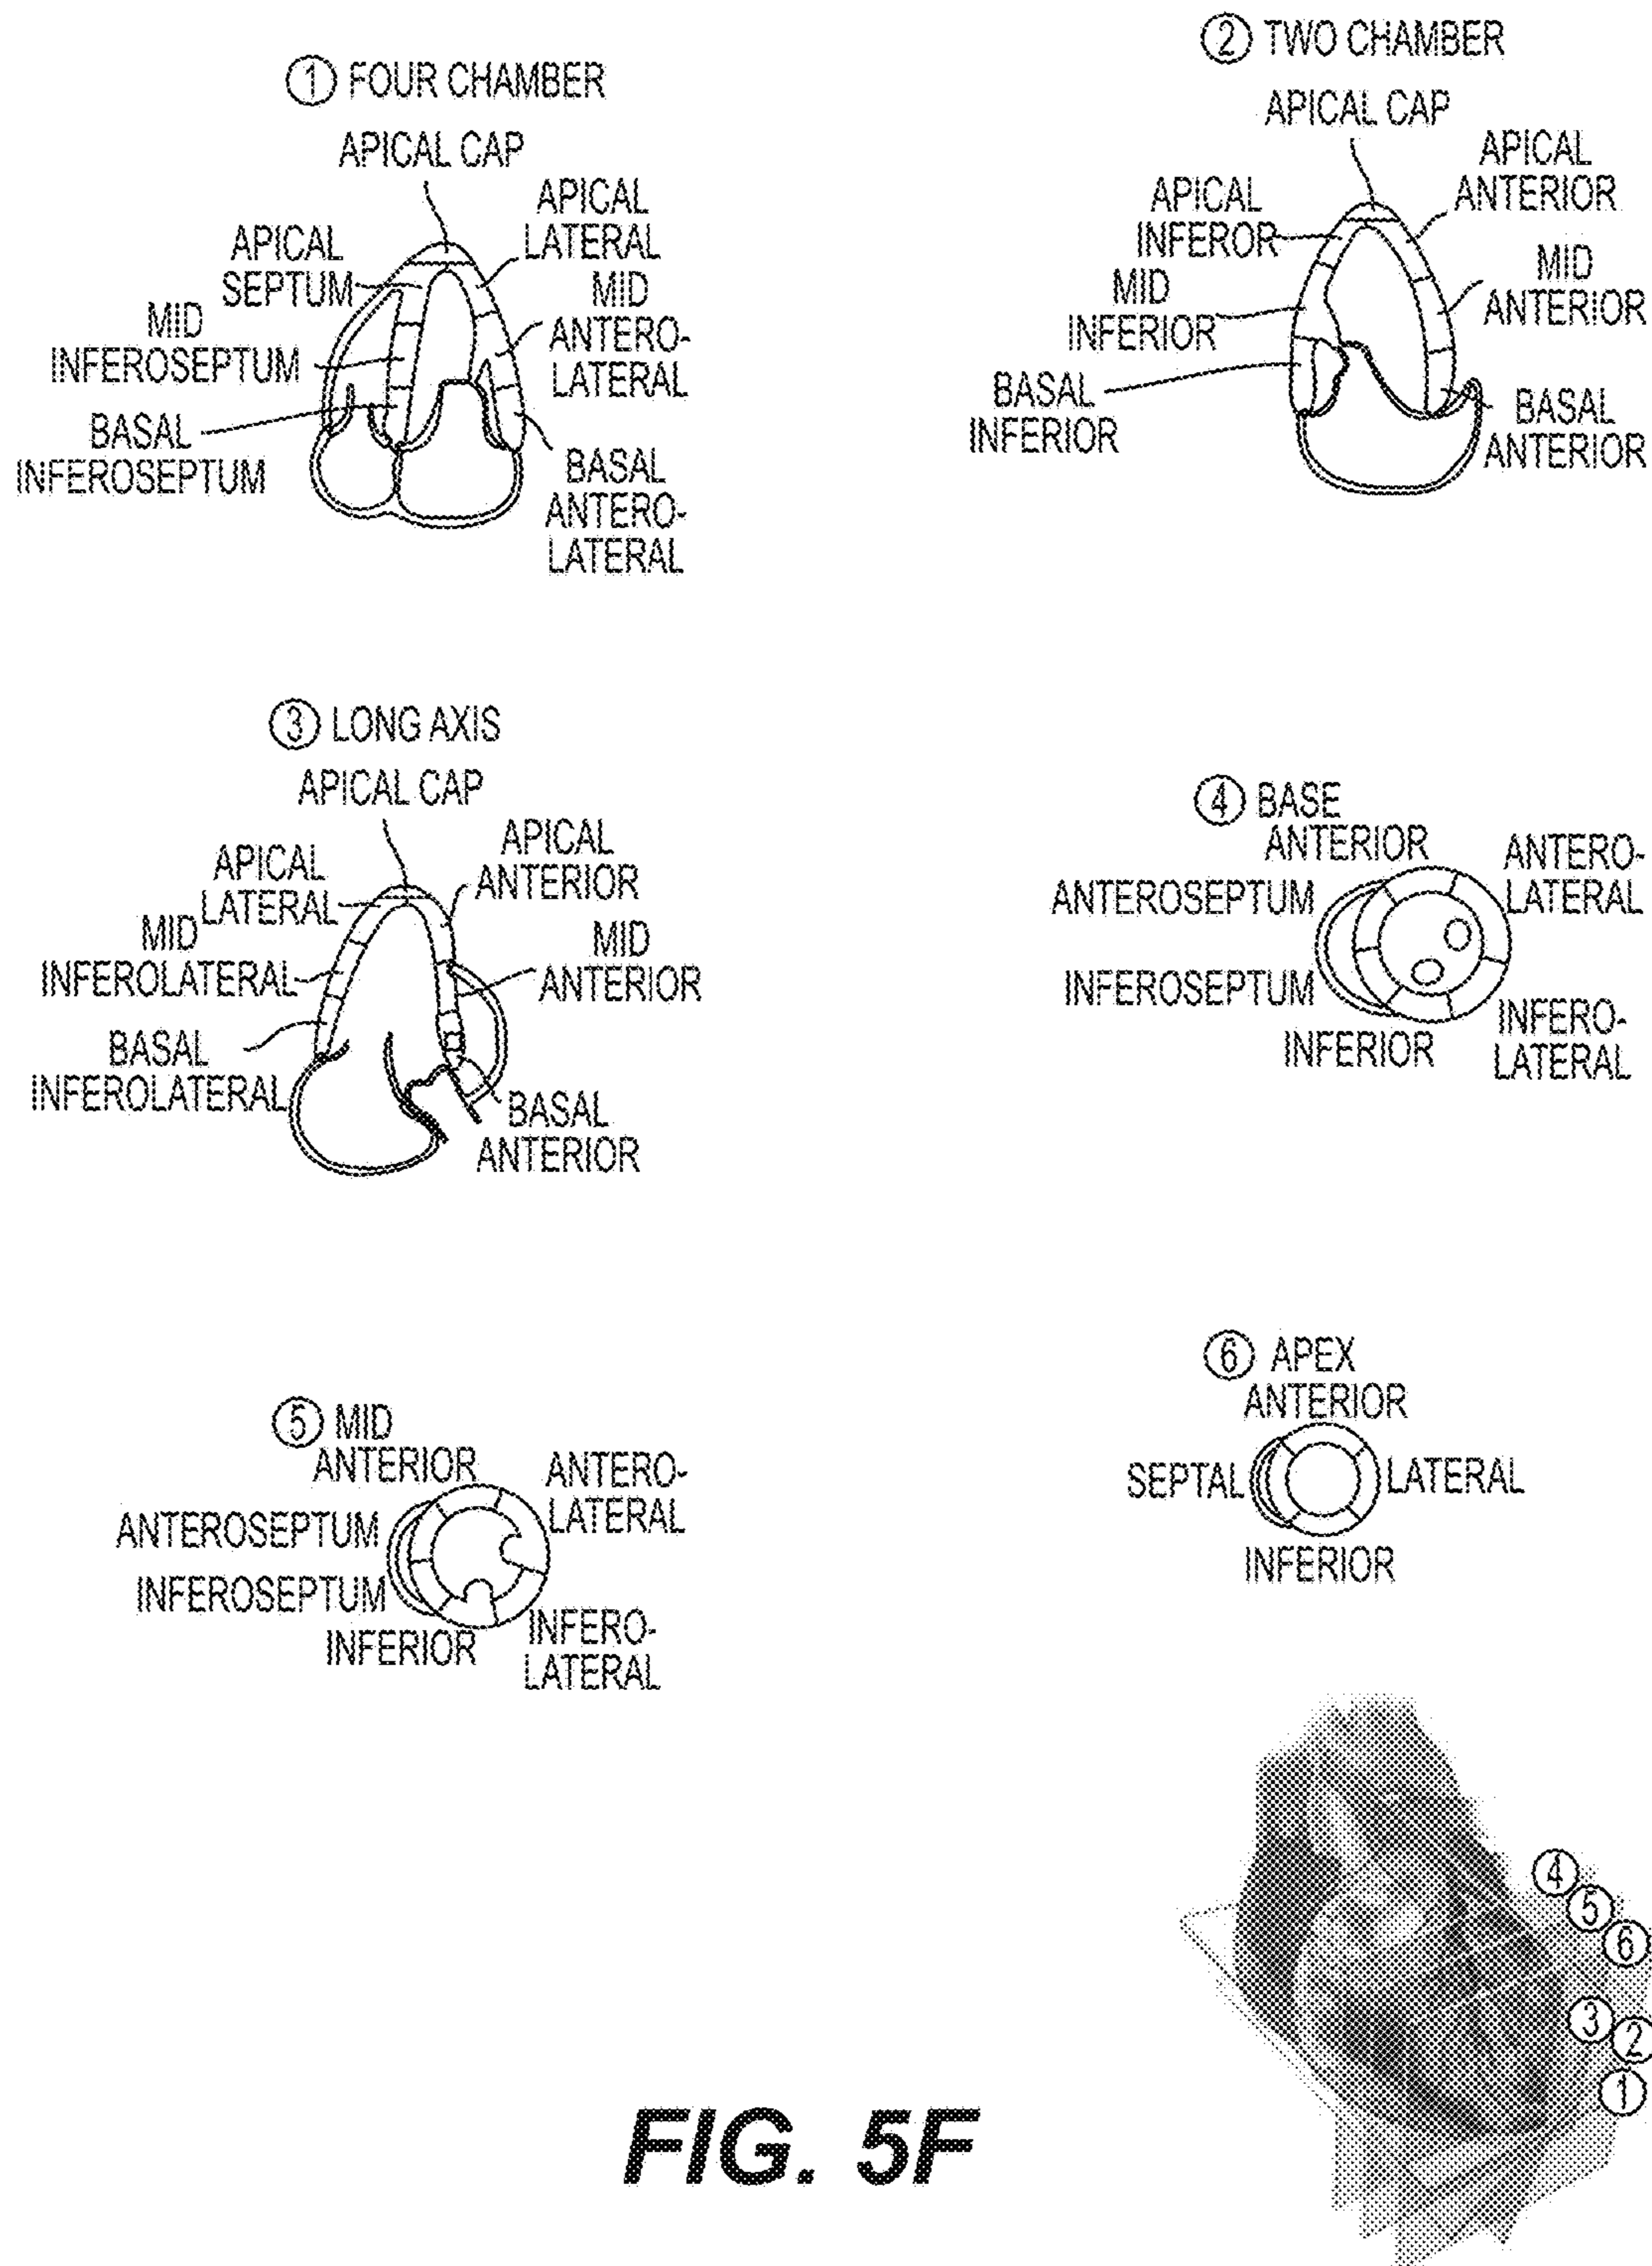 ① FOUR CHAMBER
APICAL CAP
APICAL
LATERAL
APICAL
SEPTUM
MID
ANTERO-
LATERAL
MID
INFEROSEPTUM
BASAL
INFEROSEPTUM
BASAL
ANTERO-
LATERAL
② TWO CHAMBER
APICAL CAP
APICAL
ANTERIOR
APICAL
INFEROR
MID
ANTERIOR
MID
INFERIOR
BASAL
INFERIOR
BASAL
ANTERIOR
③ LONG AXIS
APICAL CAP
APICAL
ANTERIOR
APICAL
LATERAL
MID
INFEROLATERAL
MID
ANTERIOR
BASAL
INFEROLATERAL
BASAL
ANTERIOR
④ BASE
ANTERIOR
ANTERO-
LATERAL
ANTEROSEPTUM
INFEROSEPTUM
INFERIOR
INFERO-
LATERAL
⑤ MID
ANTERIOR
ANTERO-
LATERAL
ANTEROSEPTUM
INFEROSEPTUM
INFERIOR
INFERO-
LATERAL
⑥ APEX
ANTERIOR
SEPTAL
LATERAL
INFERIOR
④
⑤
⑥
③
②
①
FIG. 5F